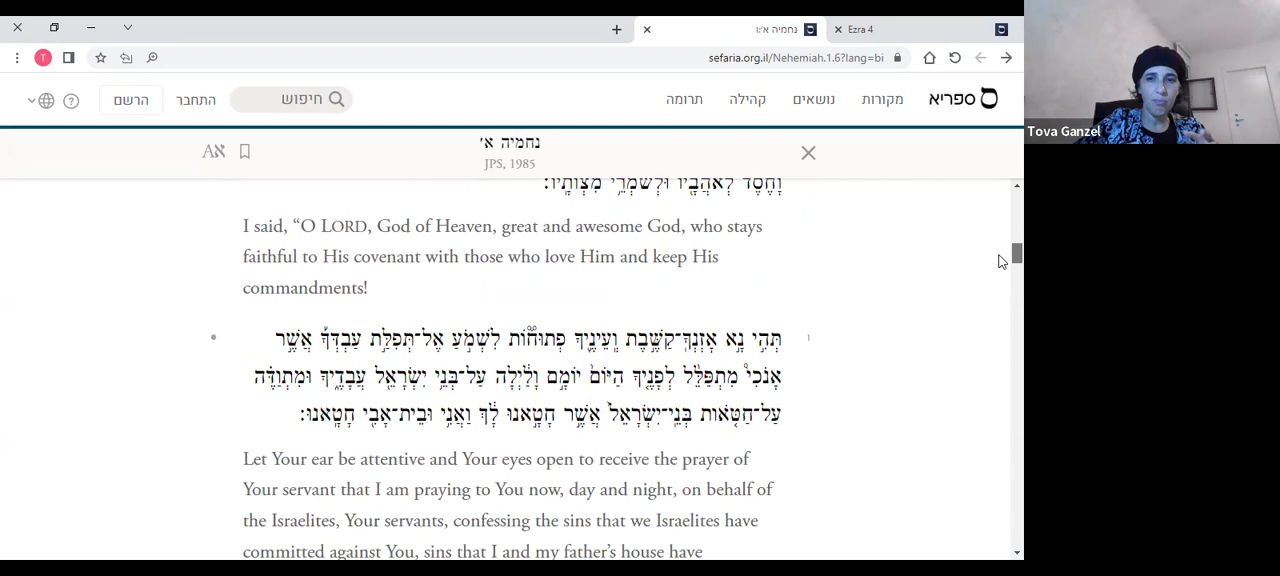 נחמיה א׳:ו
Ezra 4
sefaria.org.il/Nehemiah.1.6?lang=bi
T
ספריא
מקורות
נושאים
קהילה
תרומה
חיפוש
התחבר
הרשם
נחמיה א׳
JPS, 1985
Aא
Tova Ganzel
וָחֶסֶד לְאֹהֲבָיו וּלְשֹׁמְרֵי מִצְוֺתָיו׃
I said, “O LORD, God of Heaven, great and awesome God, who stays
faithful to His covenant with those who love Him and keep His
commandments!
ו
תְּהִי נָא אׇזְנְךָ־קַשֶּׁבֶת וְעֵינֶיךָ פְתוּחוֹת לִשְׁמֹעַ אֶל־תְּפִלַּת עַבְדְּךָ אֲשֶׁר
אָנֹכִי מִתְפַּלֵּל לְפָנֶיךָ הַיּוֹם יוֹמָם וָלַיְלָה עַל־בְּנֵי יִשְׂרָאֵל עֲבָדֶיךָ וּמִתְוַדֶּה
עַל־חַטֹּאות בְּנֵי־יִשְׂרָאֵל אֲשֶׁר חָטָאנוּ לָךְ וַאֲנִי וּבֵית־אָבִי חָטָאנוּ׃
Let Your ear be attentive and Your eyes open to receive the prayer of
Your servant that I am praying to You now, day and night, on behalf of
the Israelites, Your servants, confessing the sins that we Israelites have
committed against You, sins that I and my father’s house have